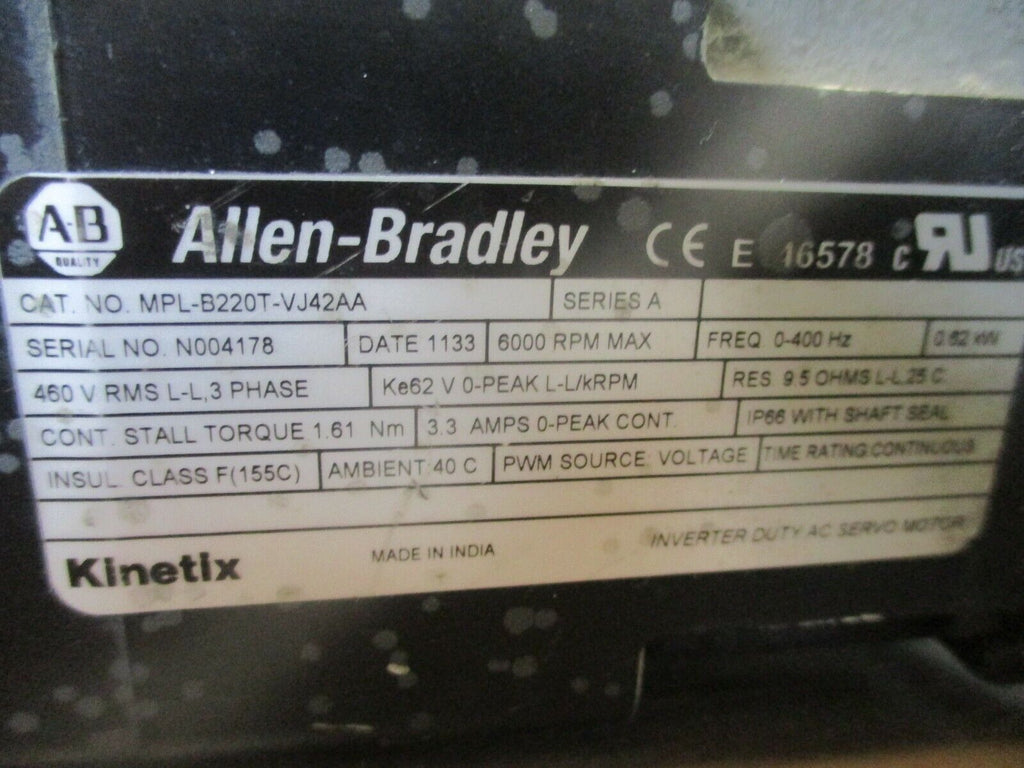 A-B QUALITY Allen-Bradley CE E 16578 c RU US
CAT. NO. MPL-B220T-VJ42AA SERIES A
SERIAL NO. N004178 DATE 1133 6000 RPM MAX FREQ 0-400 Hz 0.62 kW
460 V RMS L-L,3 PHASE Ke62 V 0-PEAK L-L/kRPM RES. 9.5 OHMS L-L 25 C
CONT. STALL TORQUE 1.61 Nm 3.3 AMPS 0-PEAK CONT. IP66 WITH SHAFT SEAL
INSUL. CLASS F(155C) AMBIENT:40 C PWM SOURCE VOLTAGE TIME RATING:CONTINUOUS
Kinetix MADE IN INDIA INVERTER DUTY AC SERVO MOTOR